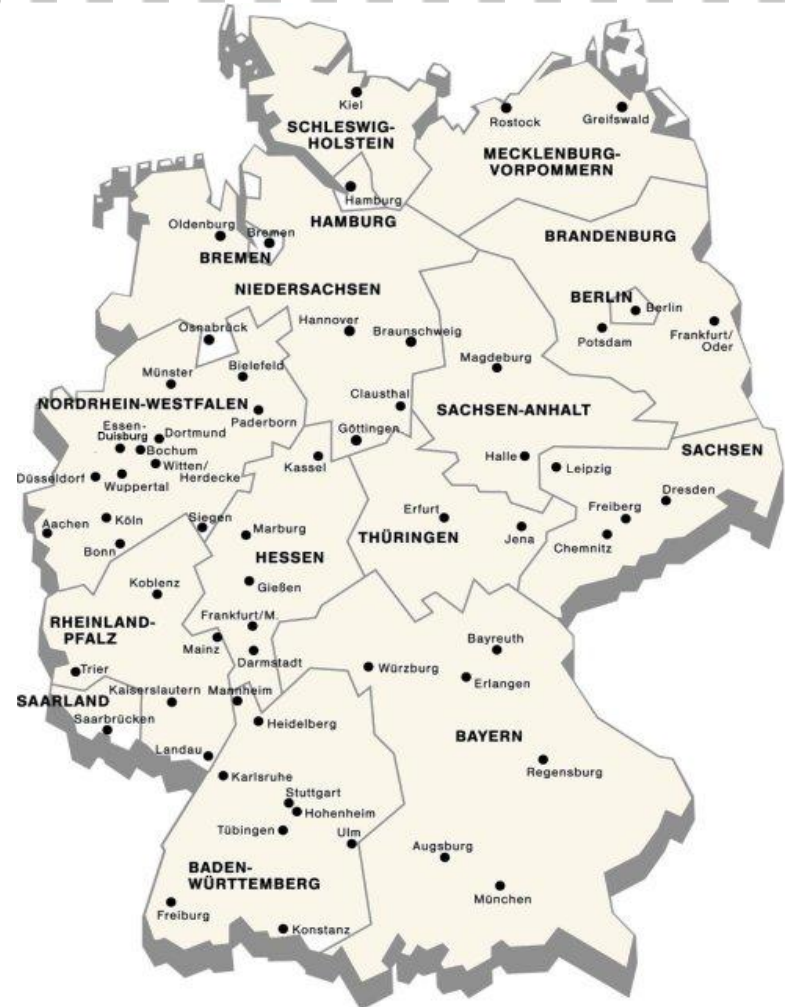 Kiel
SCHLESWIG-
HOLSTEIN
Rostock
Greifswald
MECKLENBURG-
VORPOMMERN
Hamburg
HAMBURG
Oldenburg
Bremen
BREMEN
BRANDENBURG
NIEDERSACHSEN
BERLIN
Berlin
Osnabrück
Hannover
Braunschweig
Potsdam
Frankfurt/
Oder
Münster
Bielefeld
Magdeburg
NORDRHEIN-WESTFALEN
Clausthal
Paderborn
SACHSEN-ANHALT
Essen-
Duisburg
Dortmund
Bochum
Göttingen
Witten/
Herdecke
Kassel
Halle
Leipzig
SACHSEN
Düsseldorf
Wuppertal
Dresden
Aachen
Köln
Siegen
Marburg
Erfurt
Freiberg
Bonn
HESSEN
THÜRINGEN
Jena
Chemnitz
Koblenz
Gießen
RHEINLAND-
PFALZ
Frankfurt/M.
Mainz
Darmstadt
Bayreuth
Trier
Würzburg
Erlangen
SAARLAND
Kaiserslautern
Mannheim
Saarbrücken
Heidelberg
BAYERN
Landau
Karlsruhe
Regensburg
Stuttgart
Hohenheim
Tübingen
Ulm
Augsburg
BADEN-
WÜRTTEMBERG
München
Freiburg
Konstanz